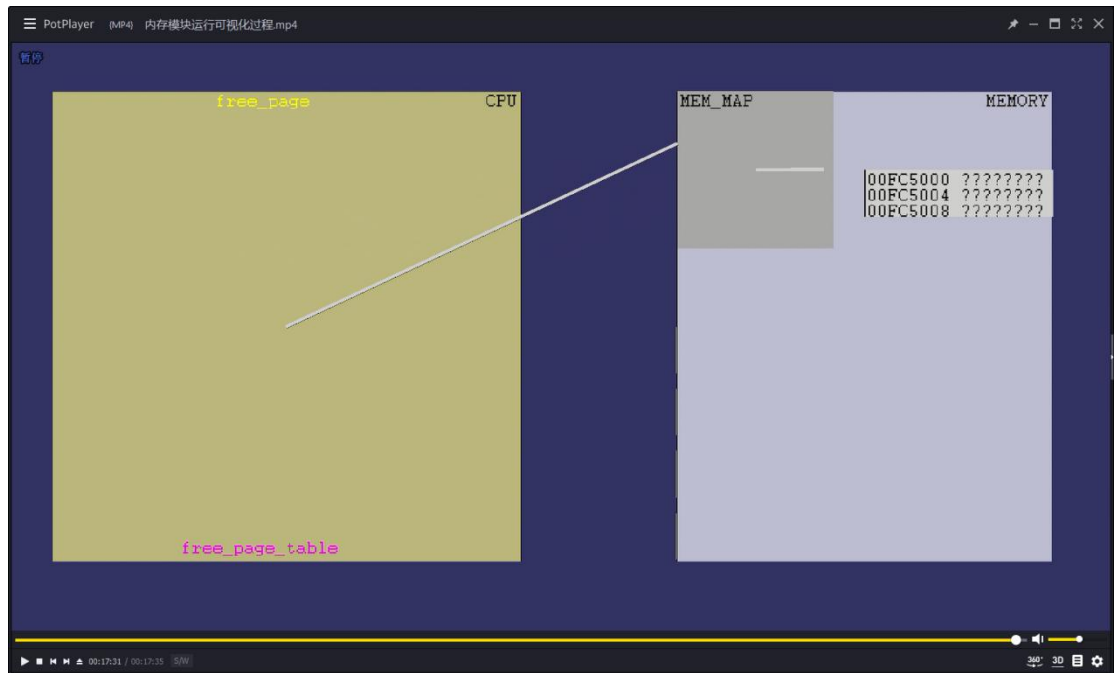 PotPlayer (MP4) 内存模块运行可视化过程.mp4
暂停
free_page CPU
MEM_MAP MEMORY
00FC5000 ????????
00FC5004 ????????
00FC5008 ????????
free_page_table
00:17:31 / 00:17:35 S/W
360° 3D